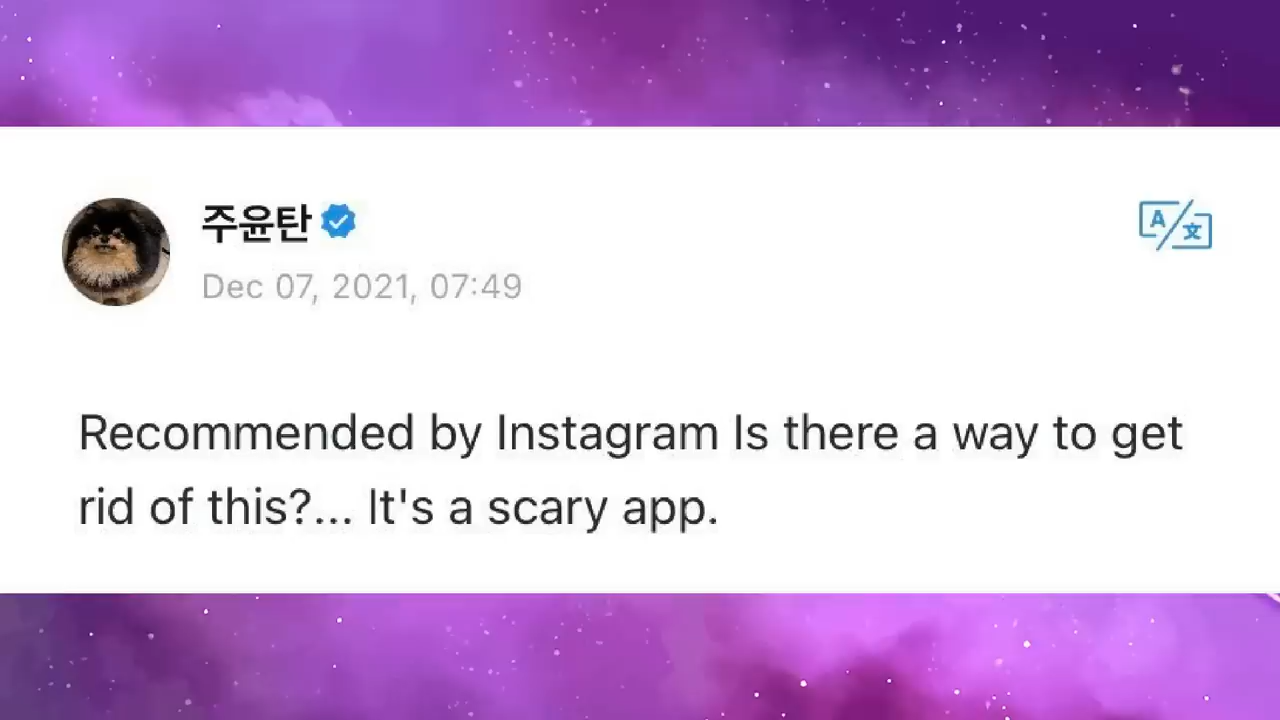 주윤탄
A/文
Dec 07, 2021, 07:49
Recommended by Instagram Is there a way to get
rid of this?... It's a scary app.